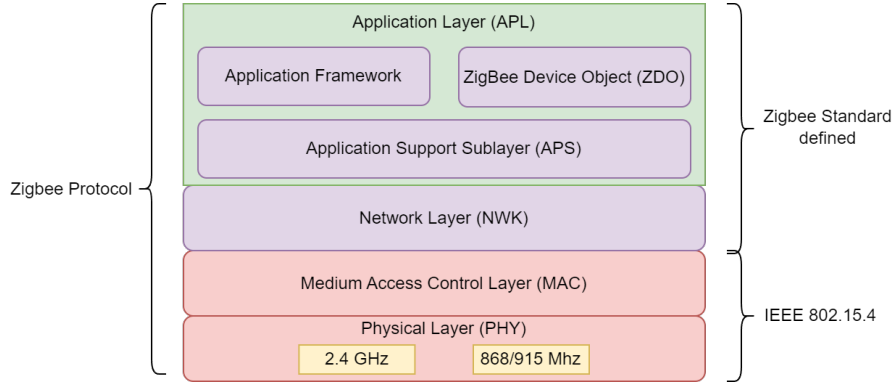 Application Layer (APL)
Application Framework
ZigBee Device Object (ZDO)
Zigbee Standard
defined
Application Support Sublayer (APS)
Zigbee Protocol
Network Layer (NWK)
Medium Access Control Layer (MAC)
IEEE 802.15.4
Physical Layer (PHY)
2.4 GHz
868/915 Mhz